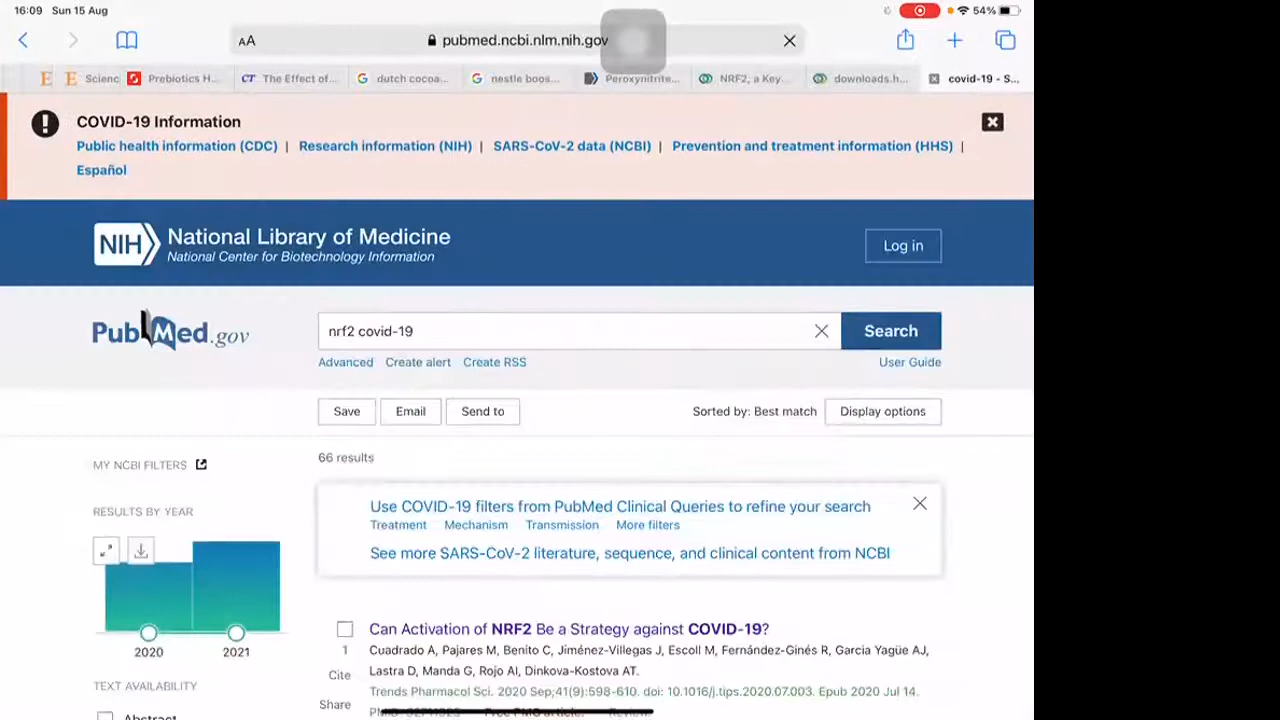 16:09 Sun 15 Aug
54%
AA
pubmed.ncbi.nlm.nih.gov
Scienc
Prebiotics H...
The Effect of...
dutch cocoa...
nestle boos...
Peroxynitrite...
NRF2, a Key...
downloads.h...
covid-19 - S...
COVID-19 Information
Public health information (CDC) | Research information (NIH) | SARS-CoV-2 data (NCBI) | Prevention and treatment information (HHS) |
Español
NIH National Library of Medicine
National Center for Biotechnology Information
Log in
PubMed.gov
nrf2 covid-19
Search
Advanced Create alert Create RSS
User Guide
Save Email Send to
Sorted by: Best match Display options
MY NCBI FILTERS
66 results
RESULTS BY YEAR
Use COVID-19 filters from PubMed Clinical Queries to refine your search
Treatment Mechanism Transmission More filters
See more SARS-CoV-2 literature, sequence, and clinical content from NCBI
2020 2021
TEXT AVAILABILITY
Abstract
Can Activation of NRF2 Be a Strategy against COVID-19?
1
Cuadrado A, Pajares M, Benito C, Jiménez-Villegas J, Escoll M, Fernández-Ginés R, Garcia Yagüe AJ,
Lastra D, Manda G, Rojo AI, Dinkova-Kostova AT.
Cite
Trends Pharmacol Sci. 2020 Sep;41(9):598-610. doi: 10.1016/j.tips.2020.07.003. Epub 2020 Jul 14.
Share
Free PMC article. Review.